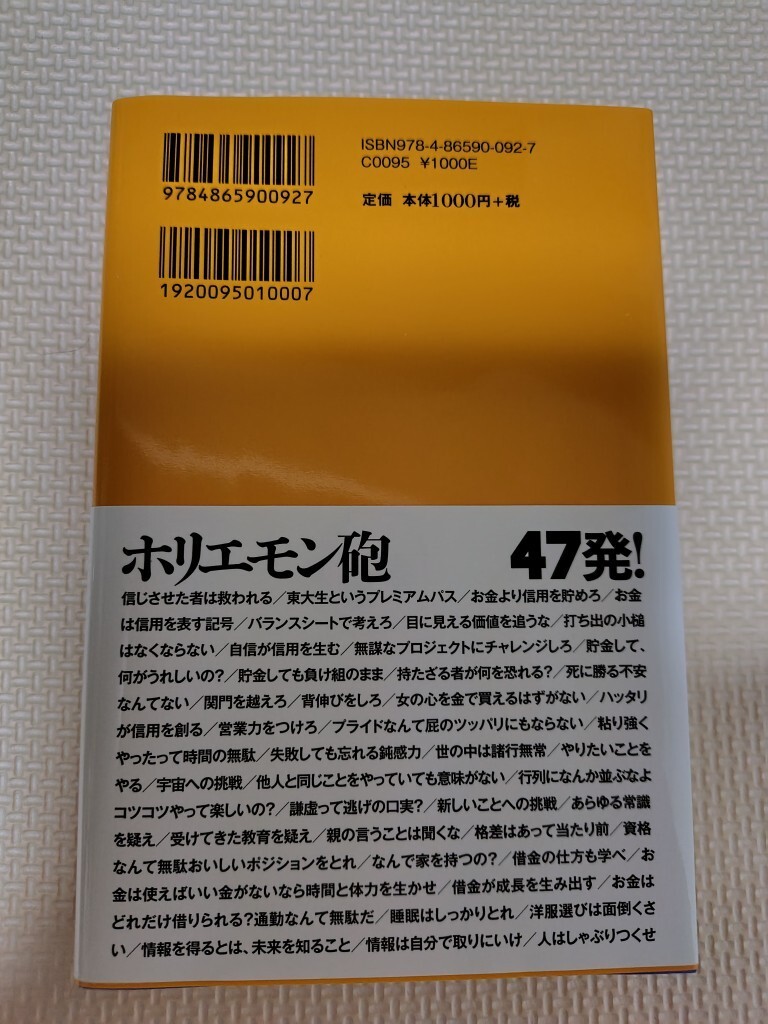 ISBN978-4-86590-092-7
C0095 ¥1000E
9784865900927
定価 本体1000円+税
1920095010007
ホリエモン砲 47発!
信じさせた者は救われる/東大生というプレミアムパス/お金より信用を貯めろ/お金
は信用を表す記号/バランスシートで考えろ/目に見える価値を追うな/打ち出の小槌
はなくならない/自信が信用を生む/無謀なプロジェクトにチャレンジしろ/貯金して、
何がうれしいの?/貯金しても負け組のまま/持たざる者が何を恐れる?/死に勝る不安
なんてない/関門を越えろ/背伸びをしろ/女の心を金で買えるはずがない/ハッタリ
が信用を創る/営業力をつけろ/プライドなんて屁のツッパリにもならない/粘り強く
やったって時間の無駄/失敗しても忘れる鈍感力/世の中は諸行無常/やりたいことを
やる/宇宙への挑戦/他人と同じことをやっていても意味がない/行列になんか並ぶなよ
コツコツやって楽しいの?/謙虚って逃げの口実?/新しいことへの挑戦/あらゆる常識
を疑え/受けてきた教育を疑え/親の言うことは聞くな/格差はあって当たり前/資格
なんて無駄おいしいポジションをとれ/なんで家を持つの?/借金の仕方も学べ/お
金は使えばいい金がないなら時間と体力を生かせ/借金が成長を生み出す/お金は
どれだけ借りられる?通勤なんて無駄だ/睡眠はしっかりとれ/洋服選びは面倒くさ
い/情報を得るとは、未来を知ること/情報は自分で取りにいけ/人はしゃぶりつくせ